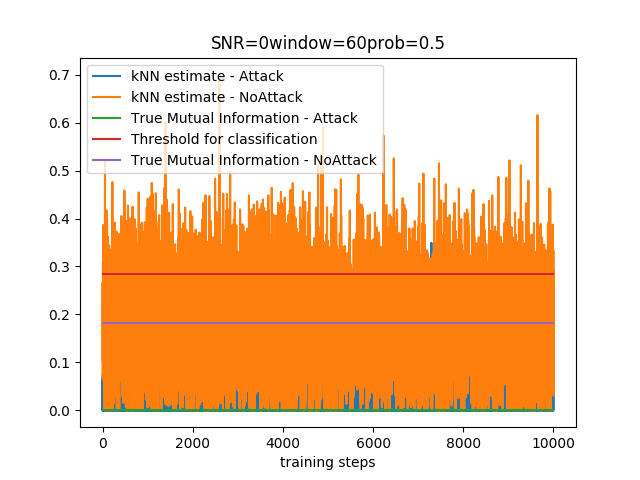 SNR=0window=60prob=0.5
kNN estimate - Attack
kNN estimate - NoAttack
True Mutual Information - Attack
Threshold for classification
True Mutual Information - NoAttack
0.7
0.6
0.5
0.4
0.3
0.2
0.1
0.0
0 2000 4000 6000 8000 10000
training steps